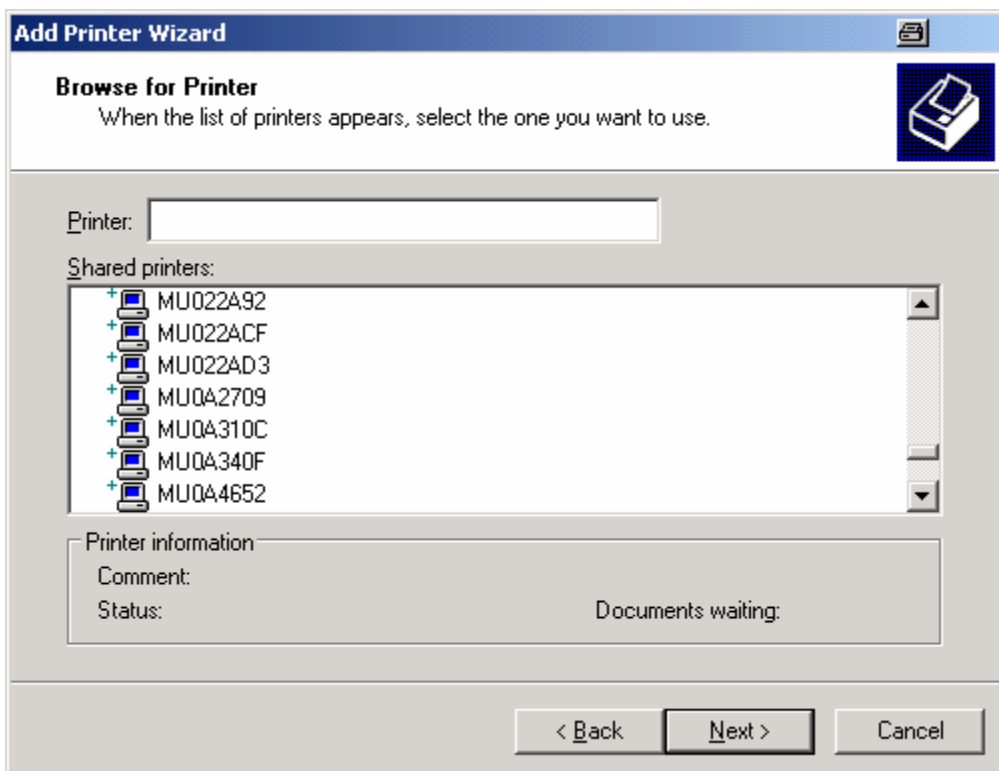 Add Printer Wizard
Browse for Printer
When the list of printers appears, select the one you want to use.
Printer:
Shared printers:
MU022A92
MU022ACF
MU022AD3
MU0A2709
MU0A310C
MU0A340F
MU0A4652
Printer information
Comment:
Status: Documents waiting:
< Back Next > Cancel